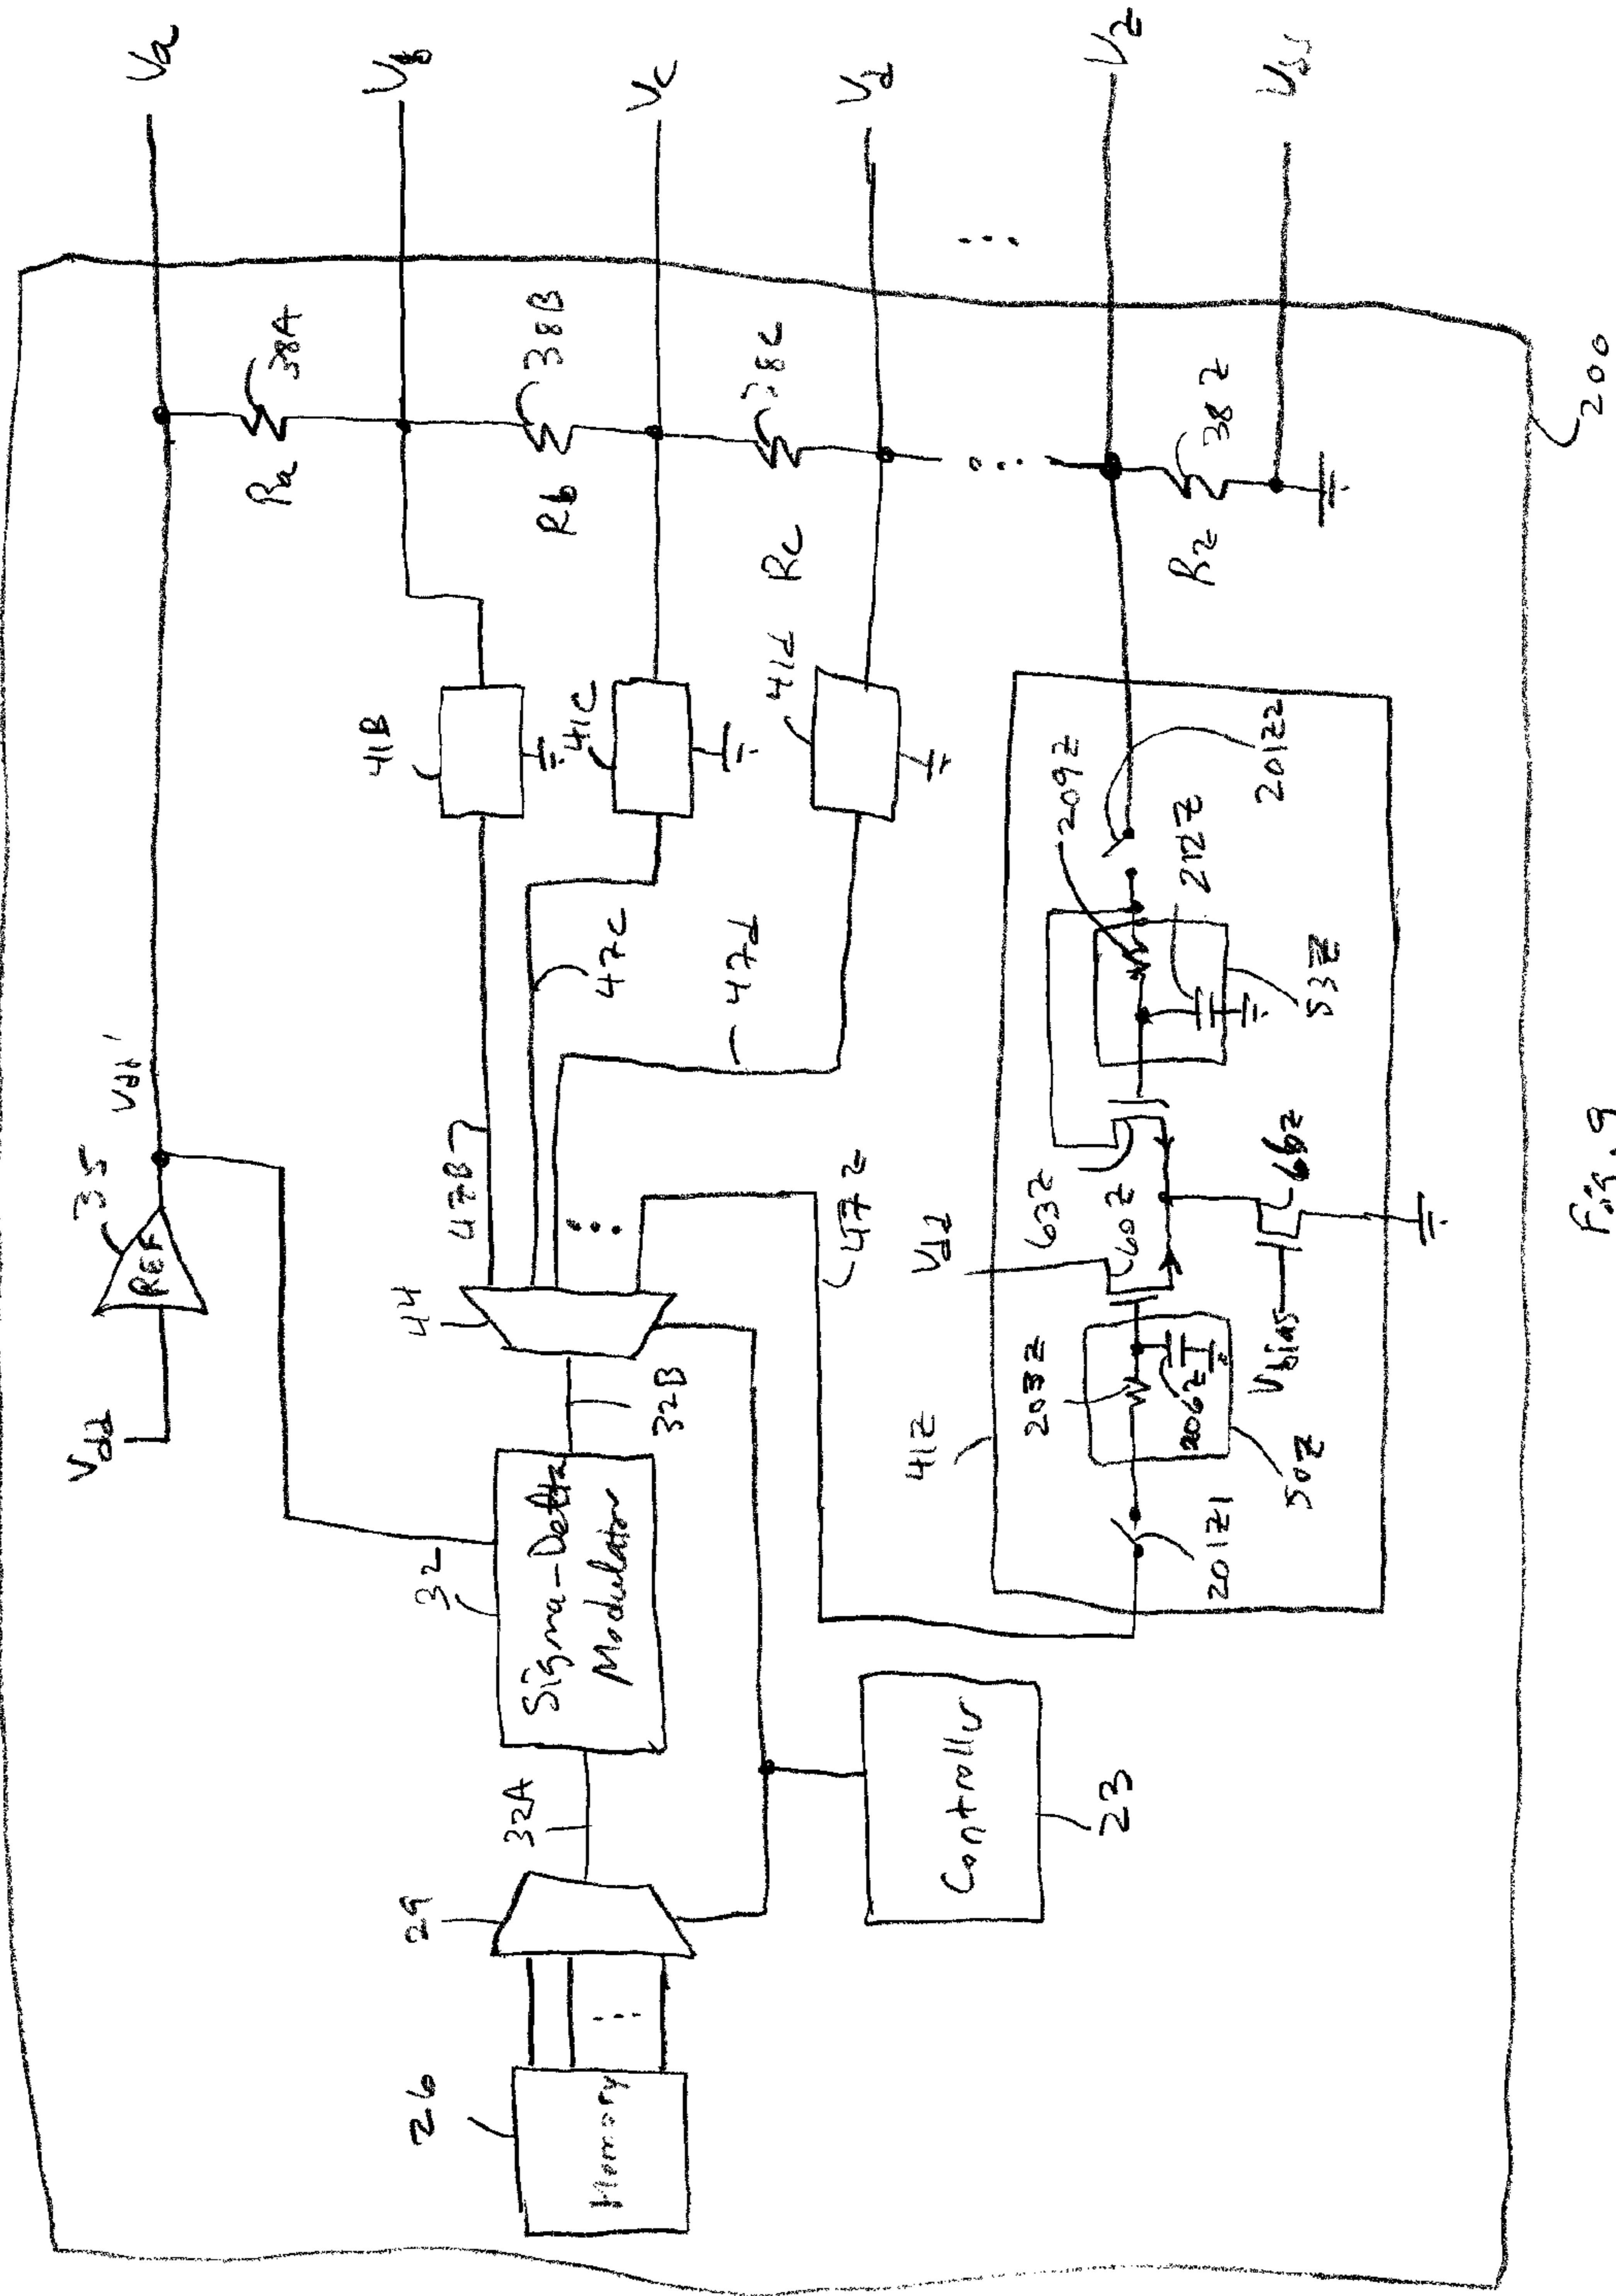 Va
Vb
Vc
Vd
Vz
Vss
Vdd
REF
35
Vdd'
Ra
38A
Rb
38B
Rc
38C
Rz
38Z
26
Memory
29
32A
32
Sigma-Delta
Modulator
32B
44
47B
47C
47d
47Z
41B
41C
41d
Controller
23
41Z
201Z1
50Z
203Z
206Z
Vdd
60Z
63Z
Vbias
66Z
53Z
209Z
212Z
201Z2
200
Fig. 9